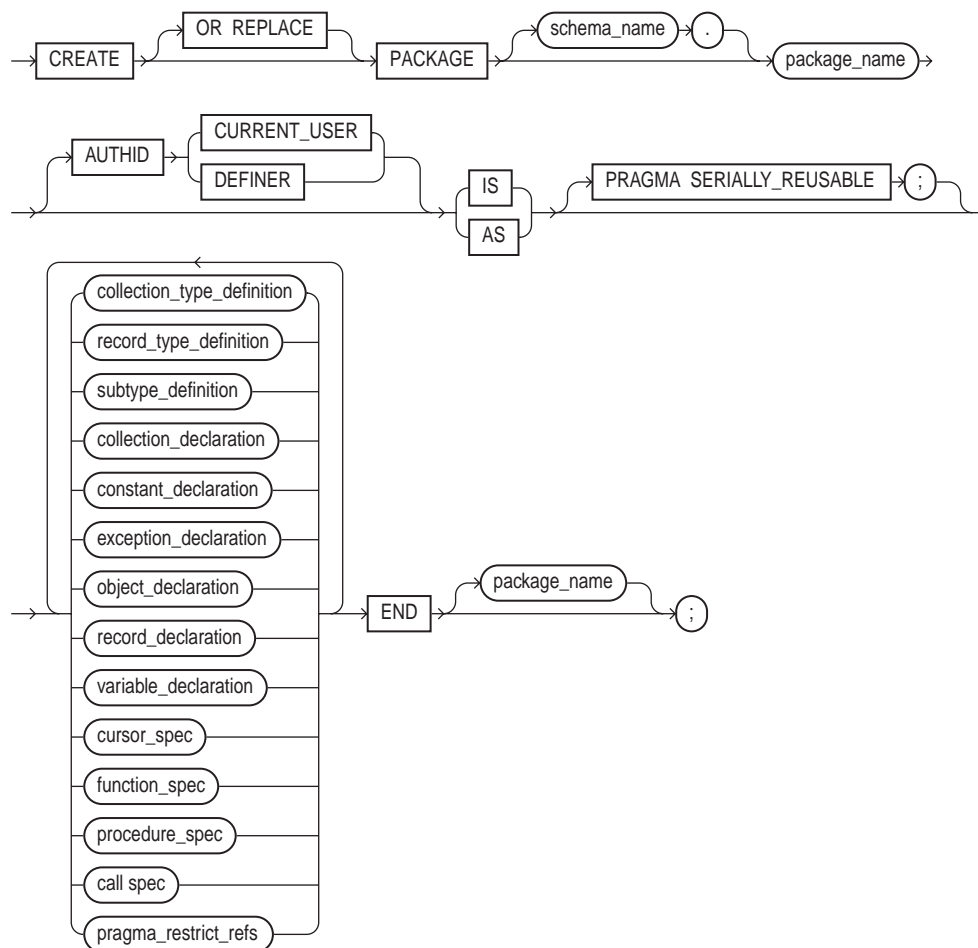 CREATE OR REPLACE PACKAGE schema_name . package_name
AUTHID CURRENT_USER DEFINER IS AS PRAGMA SERIALLY_REUSABLE ;
collection_type_definition
record_type_definition
subtype_definition
collection_declaration
constant_declaration
exception_declaration
object_declaration
record_declaration
variable_declaration
cursor_spec
function_spec
procedure_spec
call spec
pragma_restrict_refs
END package_name ;